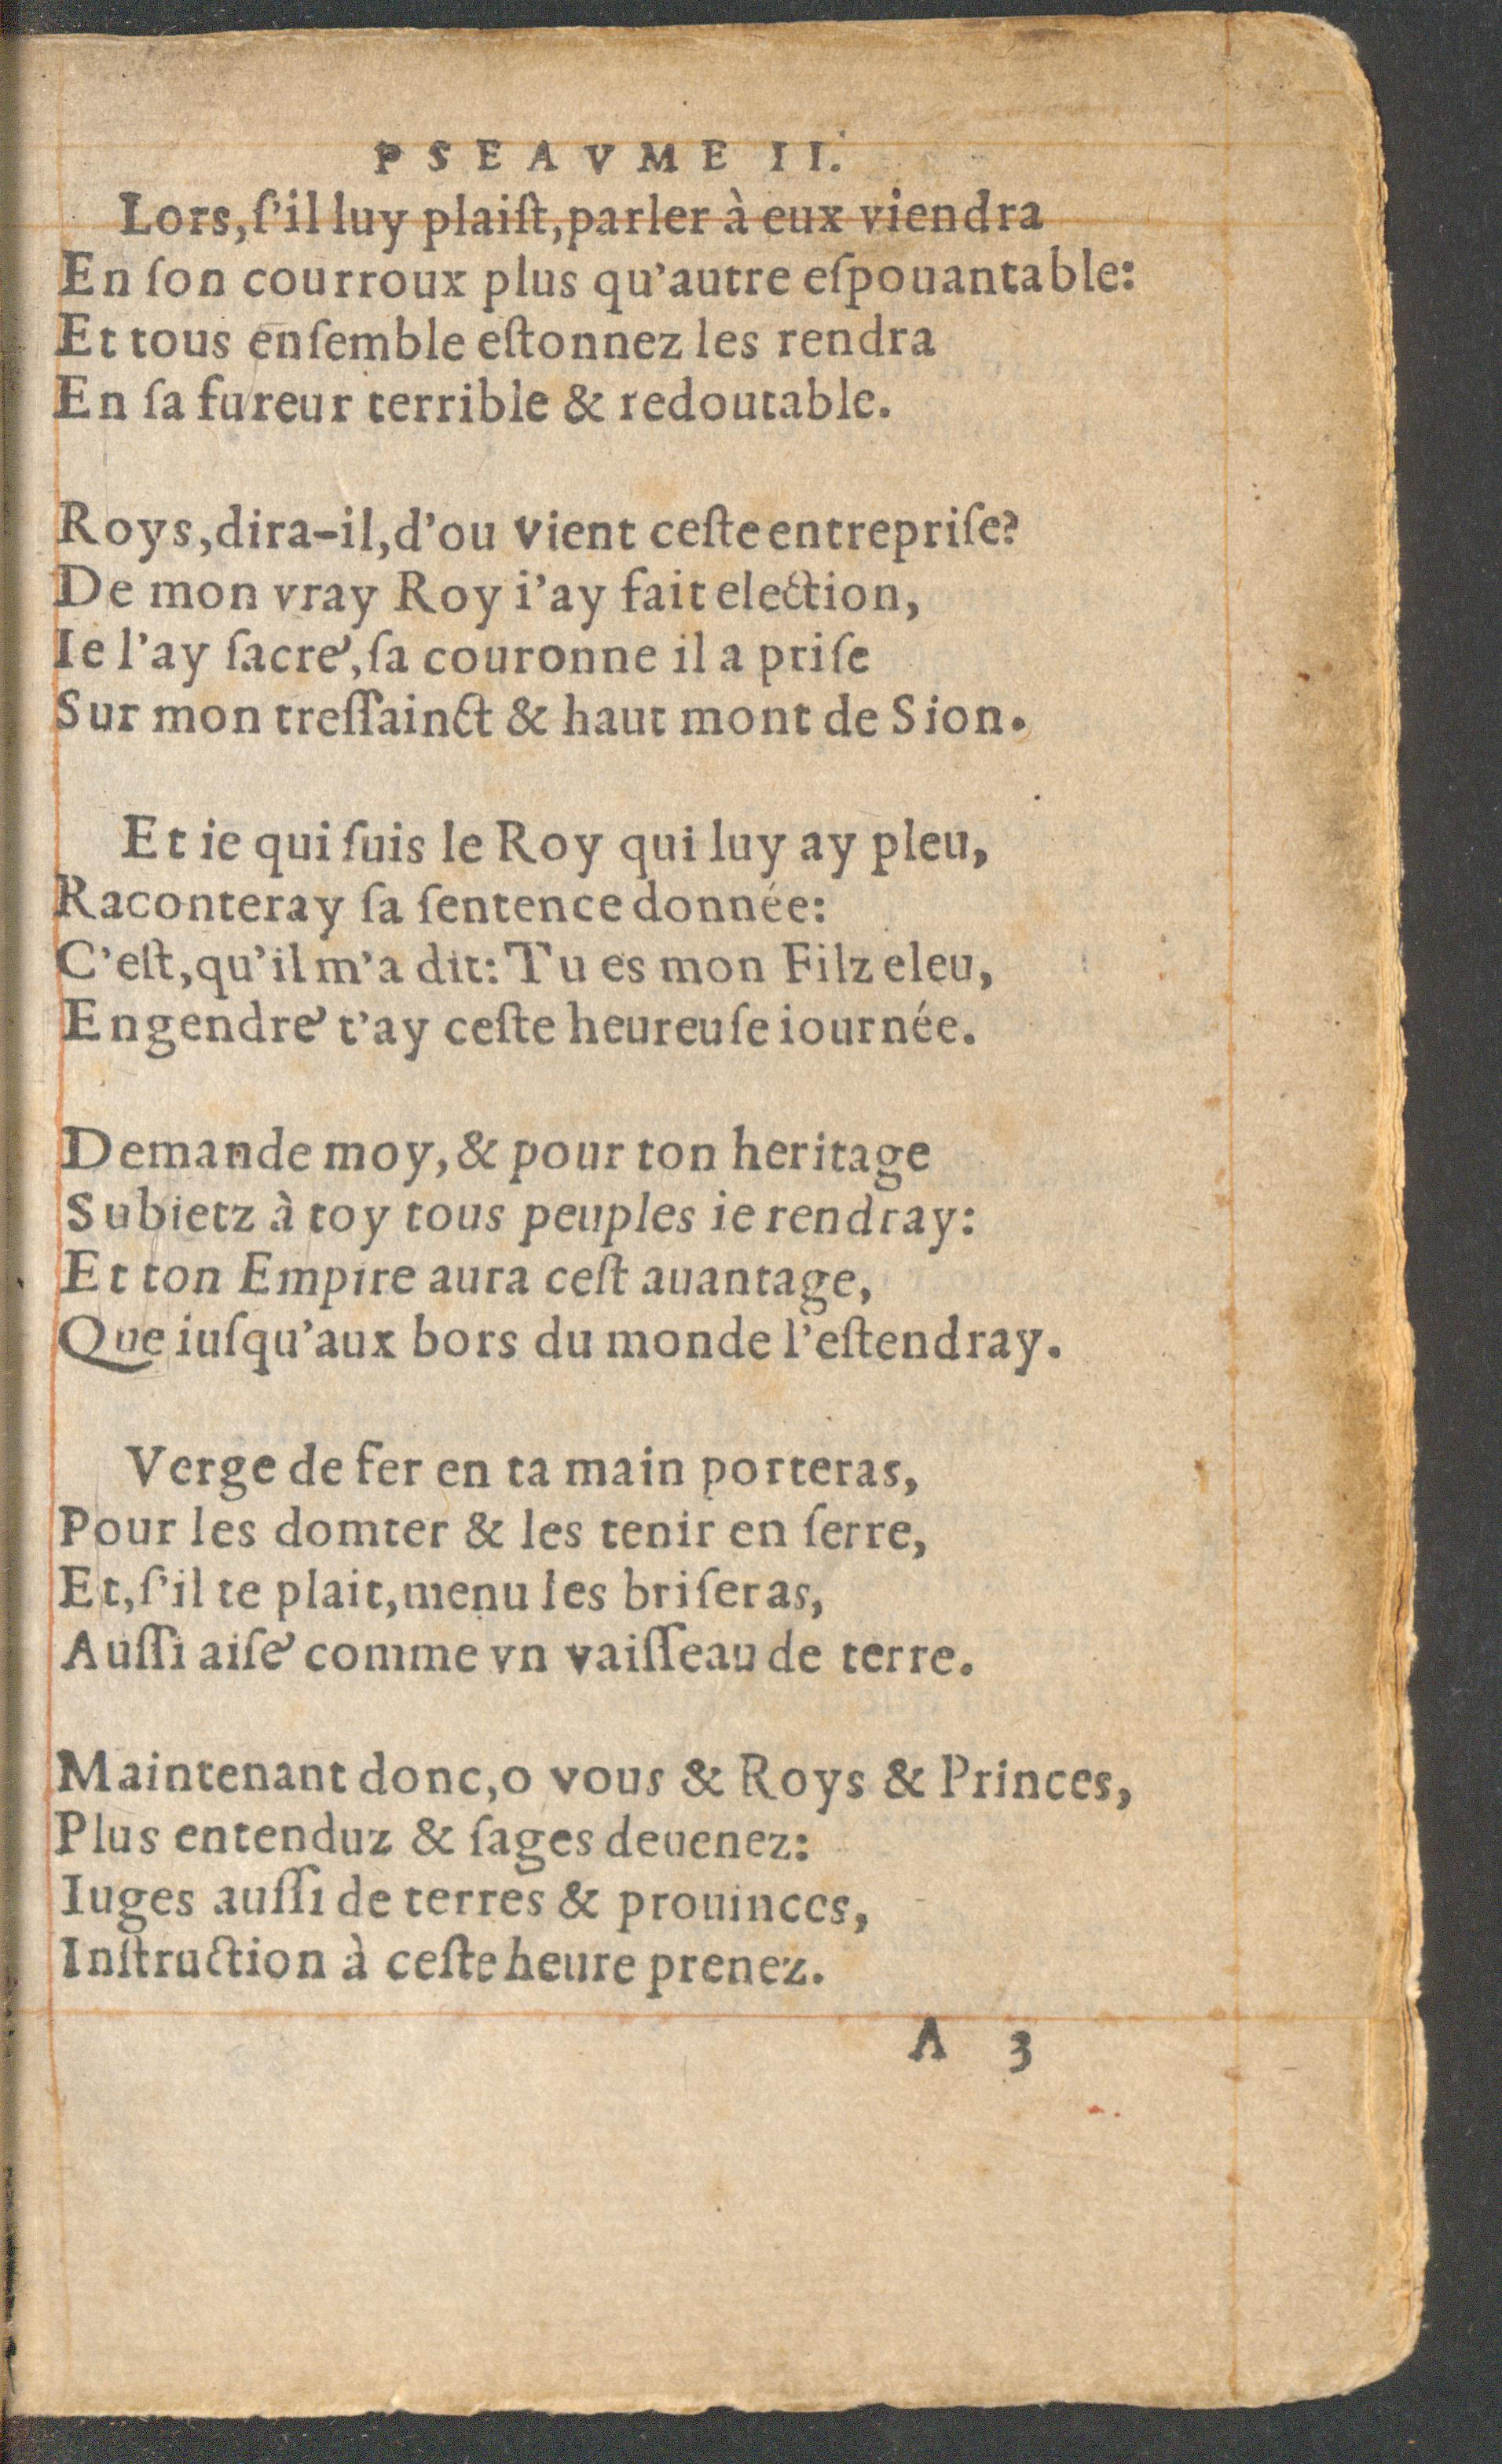 PSEAVME II.
Lors, ſ'il luy plaiſt, parler à eux viendra
En ſon courroux plus qu'autre eſpouantable:
Et tous enſemble eſtonnez les rendra
En ſa fureur terrible & redoutable.
Roys, dira-il, d'ou vient ceſte entrepriſe?
De mon vray Roy i'ay fait election,
Ie l'ay ſacré, ſa couronne il a priſe
Sur mon treſſainct & haut mont de Sion.
Et ie qui ſuis le Roy qui luy ay pleu,
Raconteray ſa ſentence donnée:
C'eſt, qu'il m'a dit: Tu es mon Filz eleu,
Engendré t'ay ceſte heureuſe iournée.
Demande moy, & pour ton heritage
Subietz à toy tous peuples ie rendray:
Et ton Empire aura ceſt auantage,
Que iuſqu'aux bors du monde l'eſtendray.
Verge de fer en ta main porteras,
Pour les domter & les tenir en ſerre,
Et, ſ'il te plait, menu les briſeras,
Auſſi aiſé comme vn vaiſſeau de terre.
Maintenant donc, o vous & Roys & Princes,
Plus entenduz & ſages deuenez:
Iuges auſſi de terres & prouinces,
Inſtruction à ceſte heure prenez.
A 3